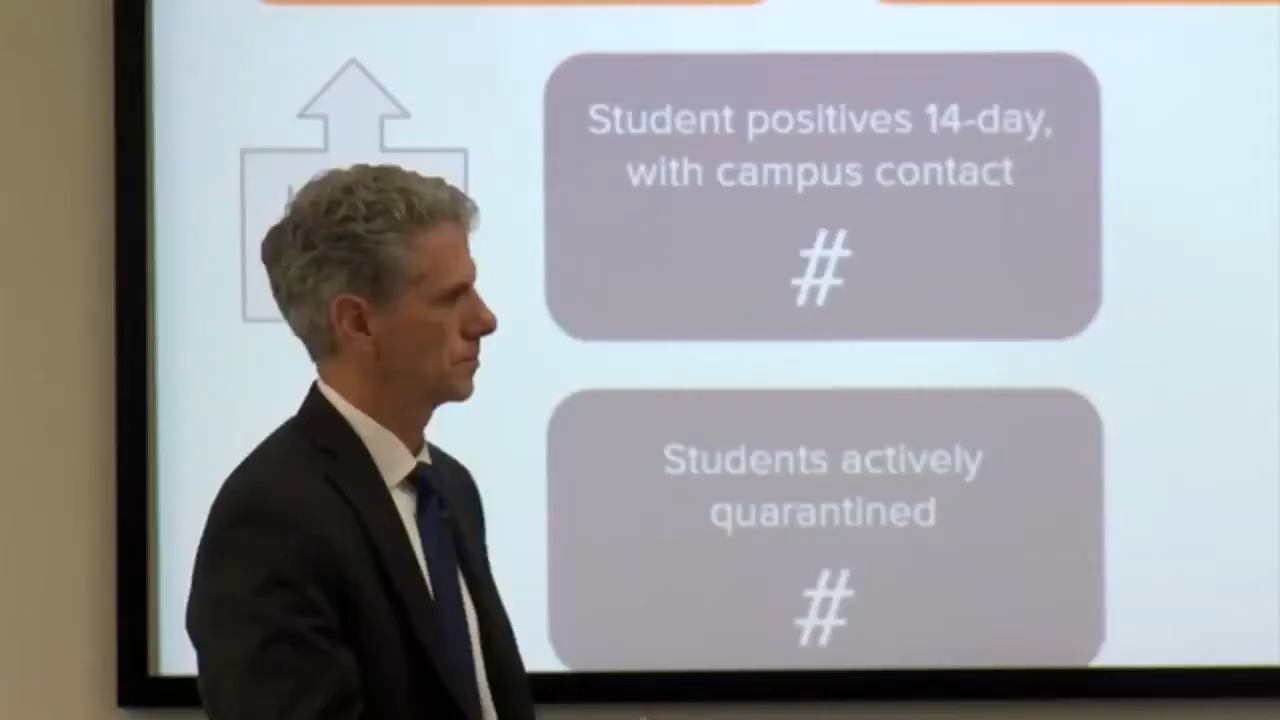 Student positives 14-day,
with campus contact
#
Students actively
quarantined
#